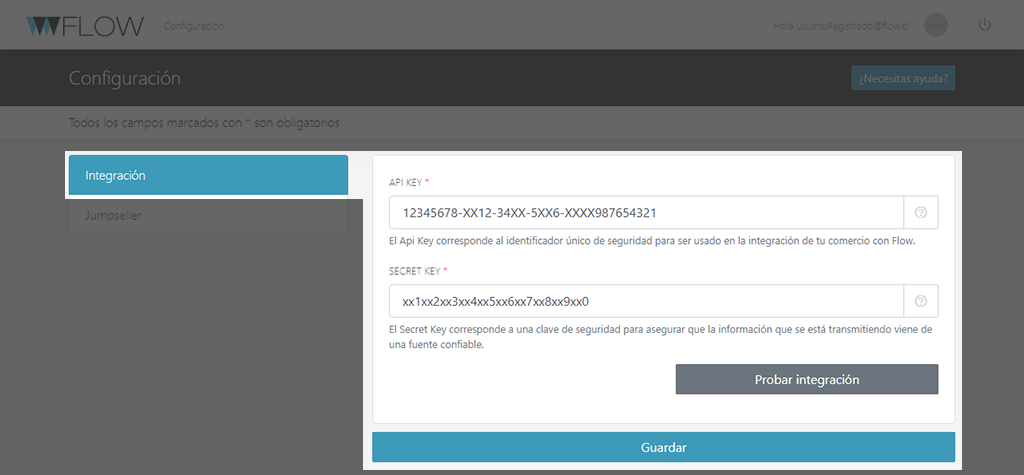 FLOW
Configuración
Hola usuarioRegistrado@flow.cl
Configuración
¿Necesitas ayuda?
Todos los campos marcados con * son obligatorios
Integración
Jumpseller
API KEY *
12345678-XX12-34XX-5XX6-XXXX987654321
El Api Key corresponde al identificador único de seguridad para ser usado en la integración de tu comercio con Flow.
SECRET KEY *
xx1xx2xx3xx4xx5xx6xx7xx8xx9xx0
El Secret Key corresponde a una clave de seguridad para asegurar que la información que se está transmitiendo viene de
una fuente confiable.
Probar integración
Guardar